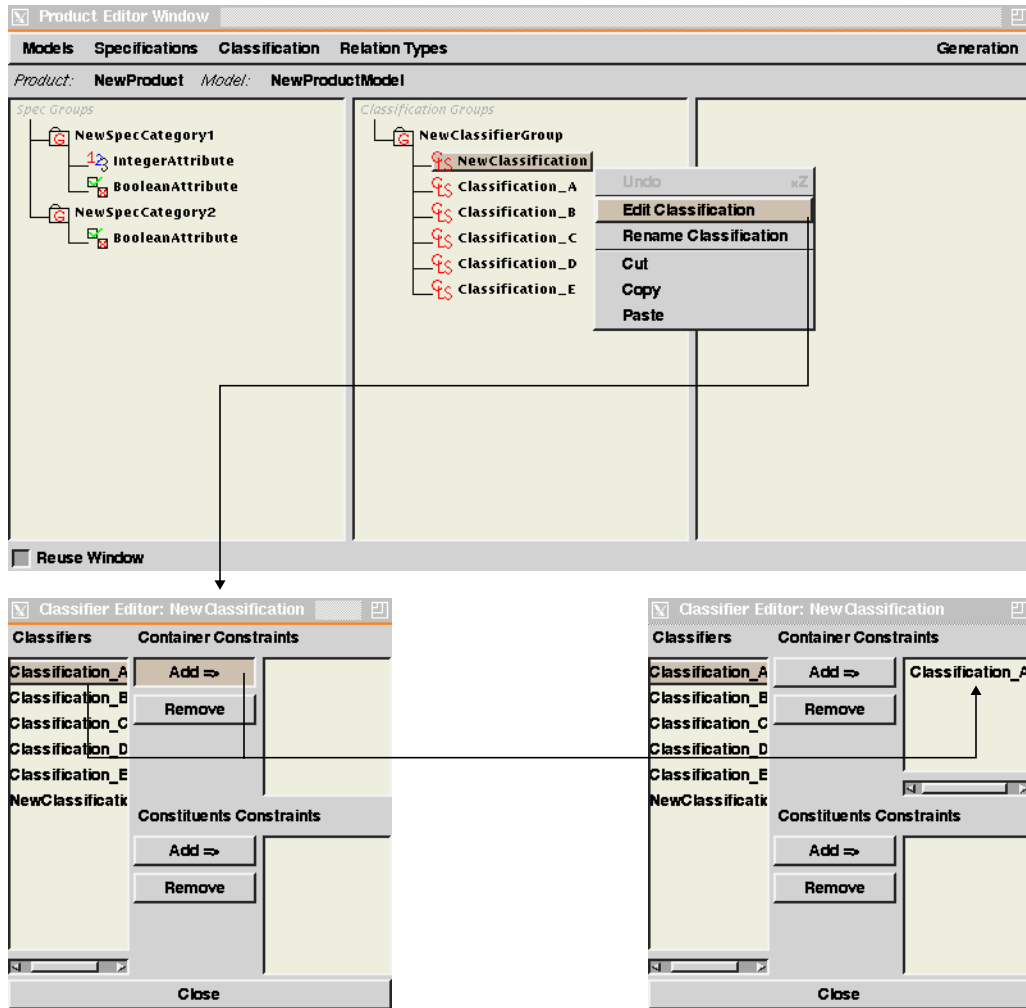 Product Editor Window
Models Specifications Classification Relation Types Generation
Product: NewProduct Model: NewProductModel
Spec Groups
NewSpecCategory1
IntegerAttribute
BooleanAttribute
NewSpecCategory2
BooleanAttribute
Classification Groups
NewClassifierGroup
NewClassification
Classification_A
Classification_B
Classification_C
Classification_D
Classification_E
Undo ×Z
Edit Classification
Rename Classification
Cut
Copy
Paste
Reuse Window
Classifier Editor: NewClassification
Classifiers Container Constraints
Classification_A
Classification_B
Classification_C
Classification_D
Classification_E
NewClassificatic
Add =>
Remove
Constituents Constraints
Add =>
Remove
Close
Classifier Editor: NewClassification
Classifiers Container Constraints
Classification_A
Classification_B
Classification_C
Classification_D
Classification_E
NewClassificatic
Add =>
Remove
Classification_A
Constituents Constraints
Add =>
Remove
Close